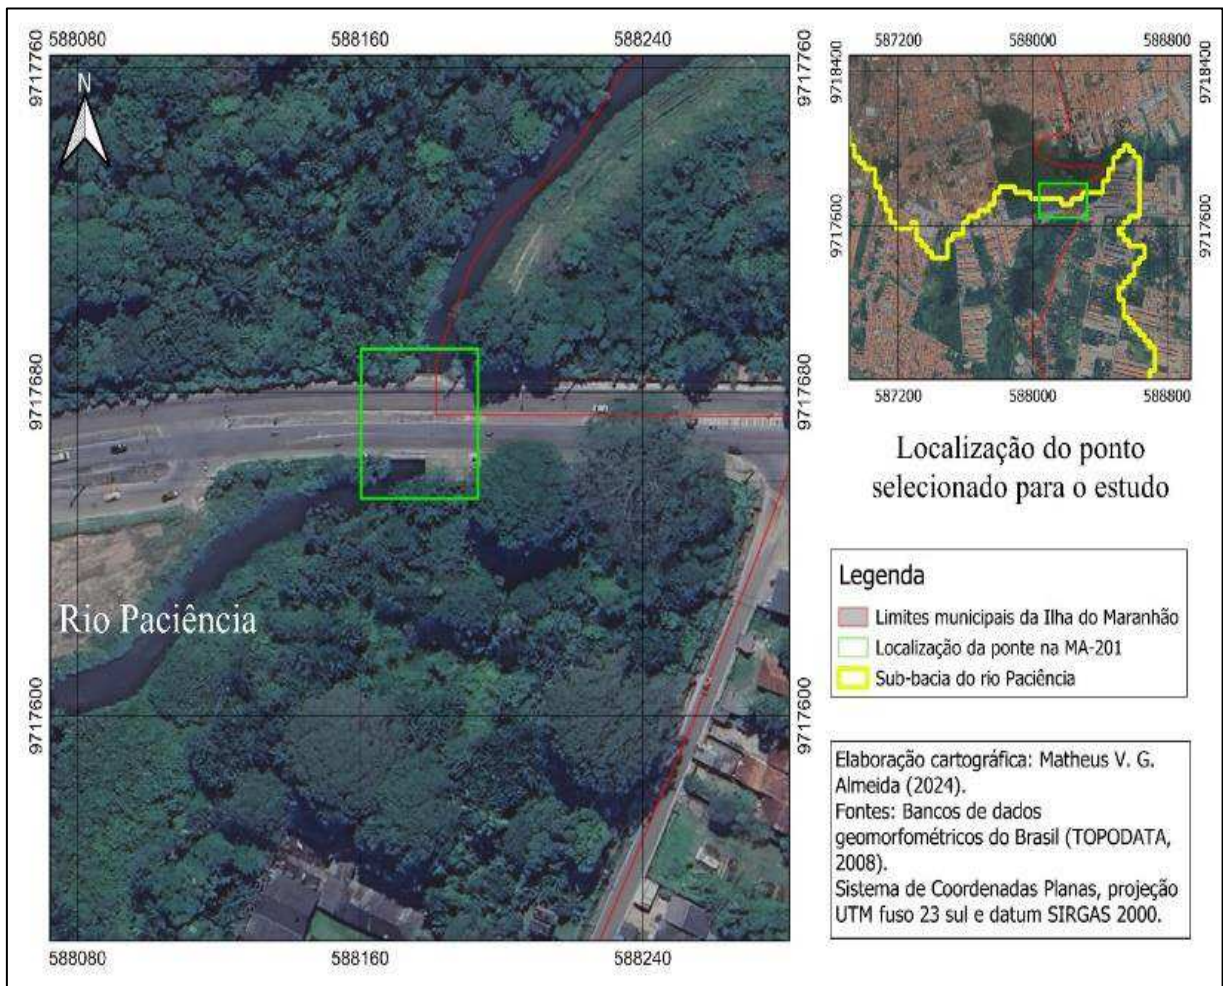 588080 588160 588240
9717760 9717760
N
9717680 9717680
9717600 9717600
Rio Paciência
588080 588160 588240
587200 588000 588800
9718400 9718400
9717600 9717600
587200 588000 588800
Localização do ponto
selecionado para o estudo
Legenda
Limites municipais da Ilha do Maranhão
Localização da ponte na MA-201
Sub-bacia do rio Paciência
Elaboração cartográfica: Matheus V. G.
Almeida (2024).
Fontes: Bancos de dados
geomorfométricos do Brasil (TOPODATA,
2008).
Sistema de Coordenadas Planas, projeção
UTM fuso 23 sul e datum SIRGAS 2000.